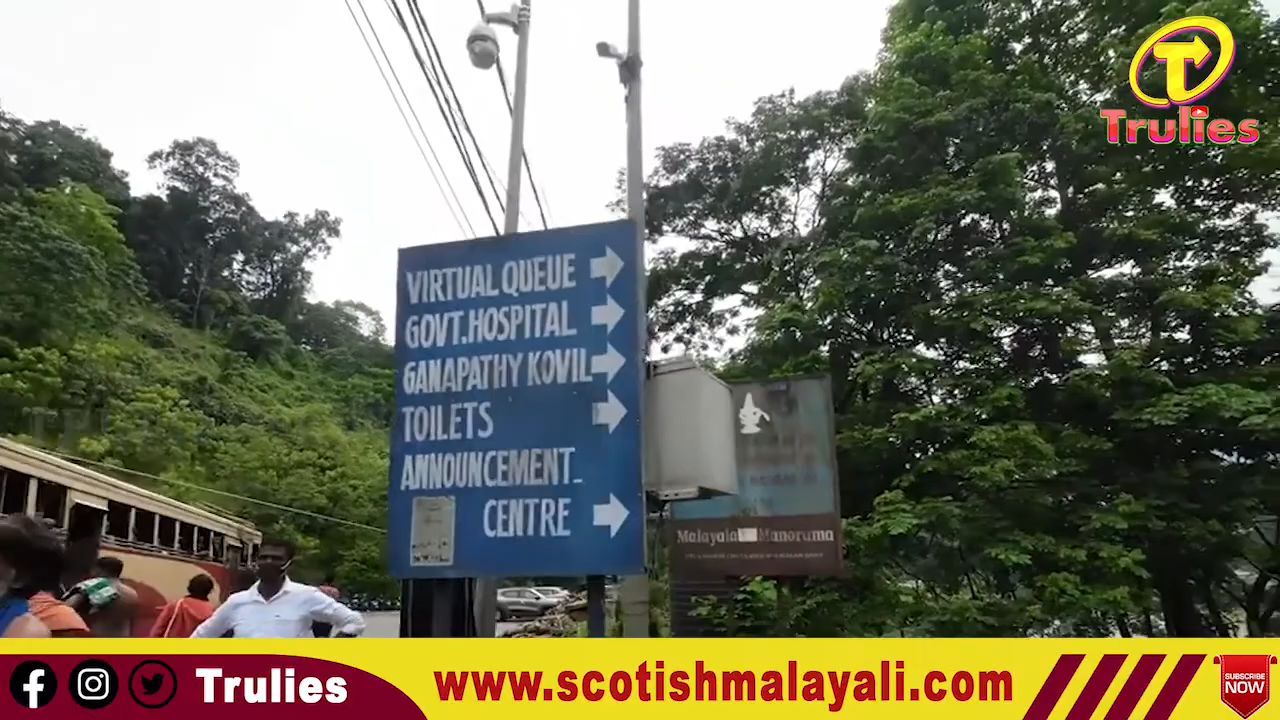 Trulies
VIRTUAL QUEUE
GOVT.HOSPITAL
GANAPATHY KOVIL
TOILETS
ANNOUNCEMENT-
CENTRE
Malayala Manorama
Trulies
www.scotishmalayali.com
SUBSCRIBE
NOW